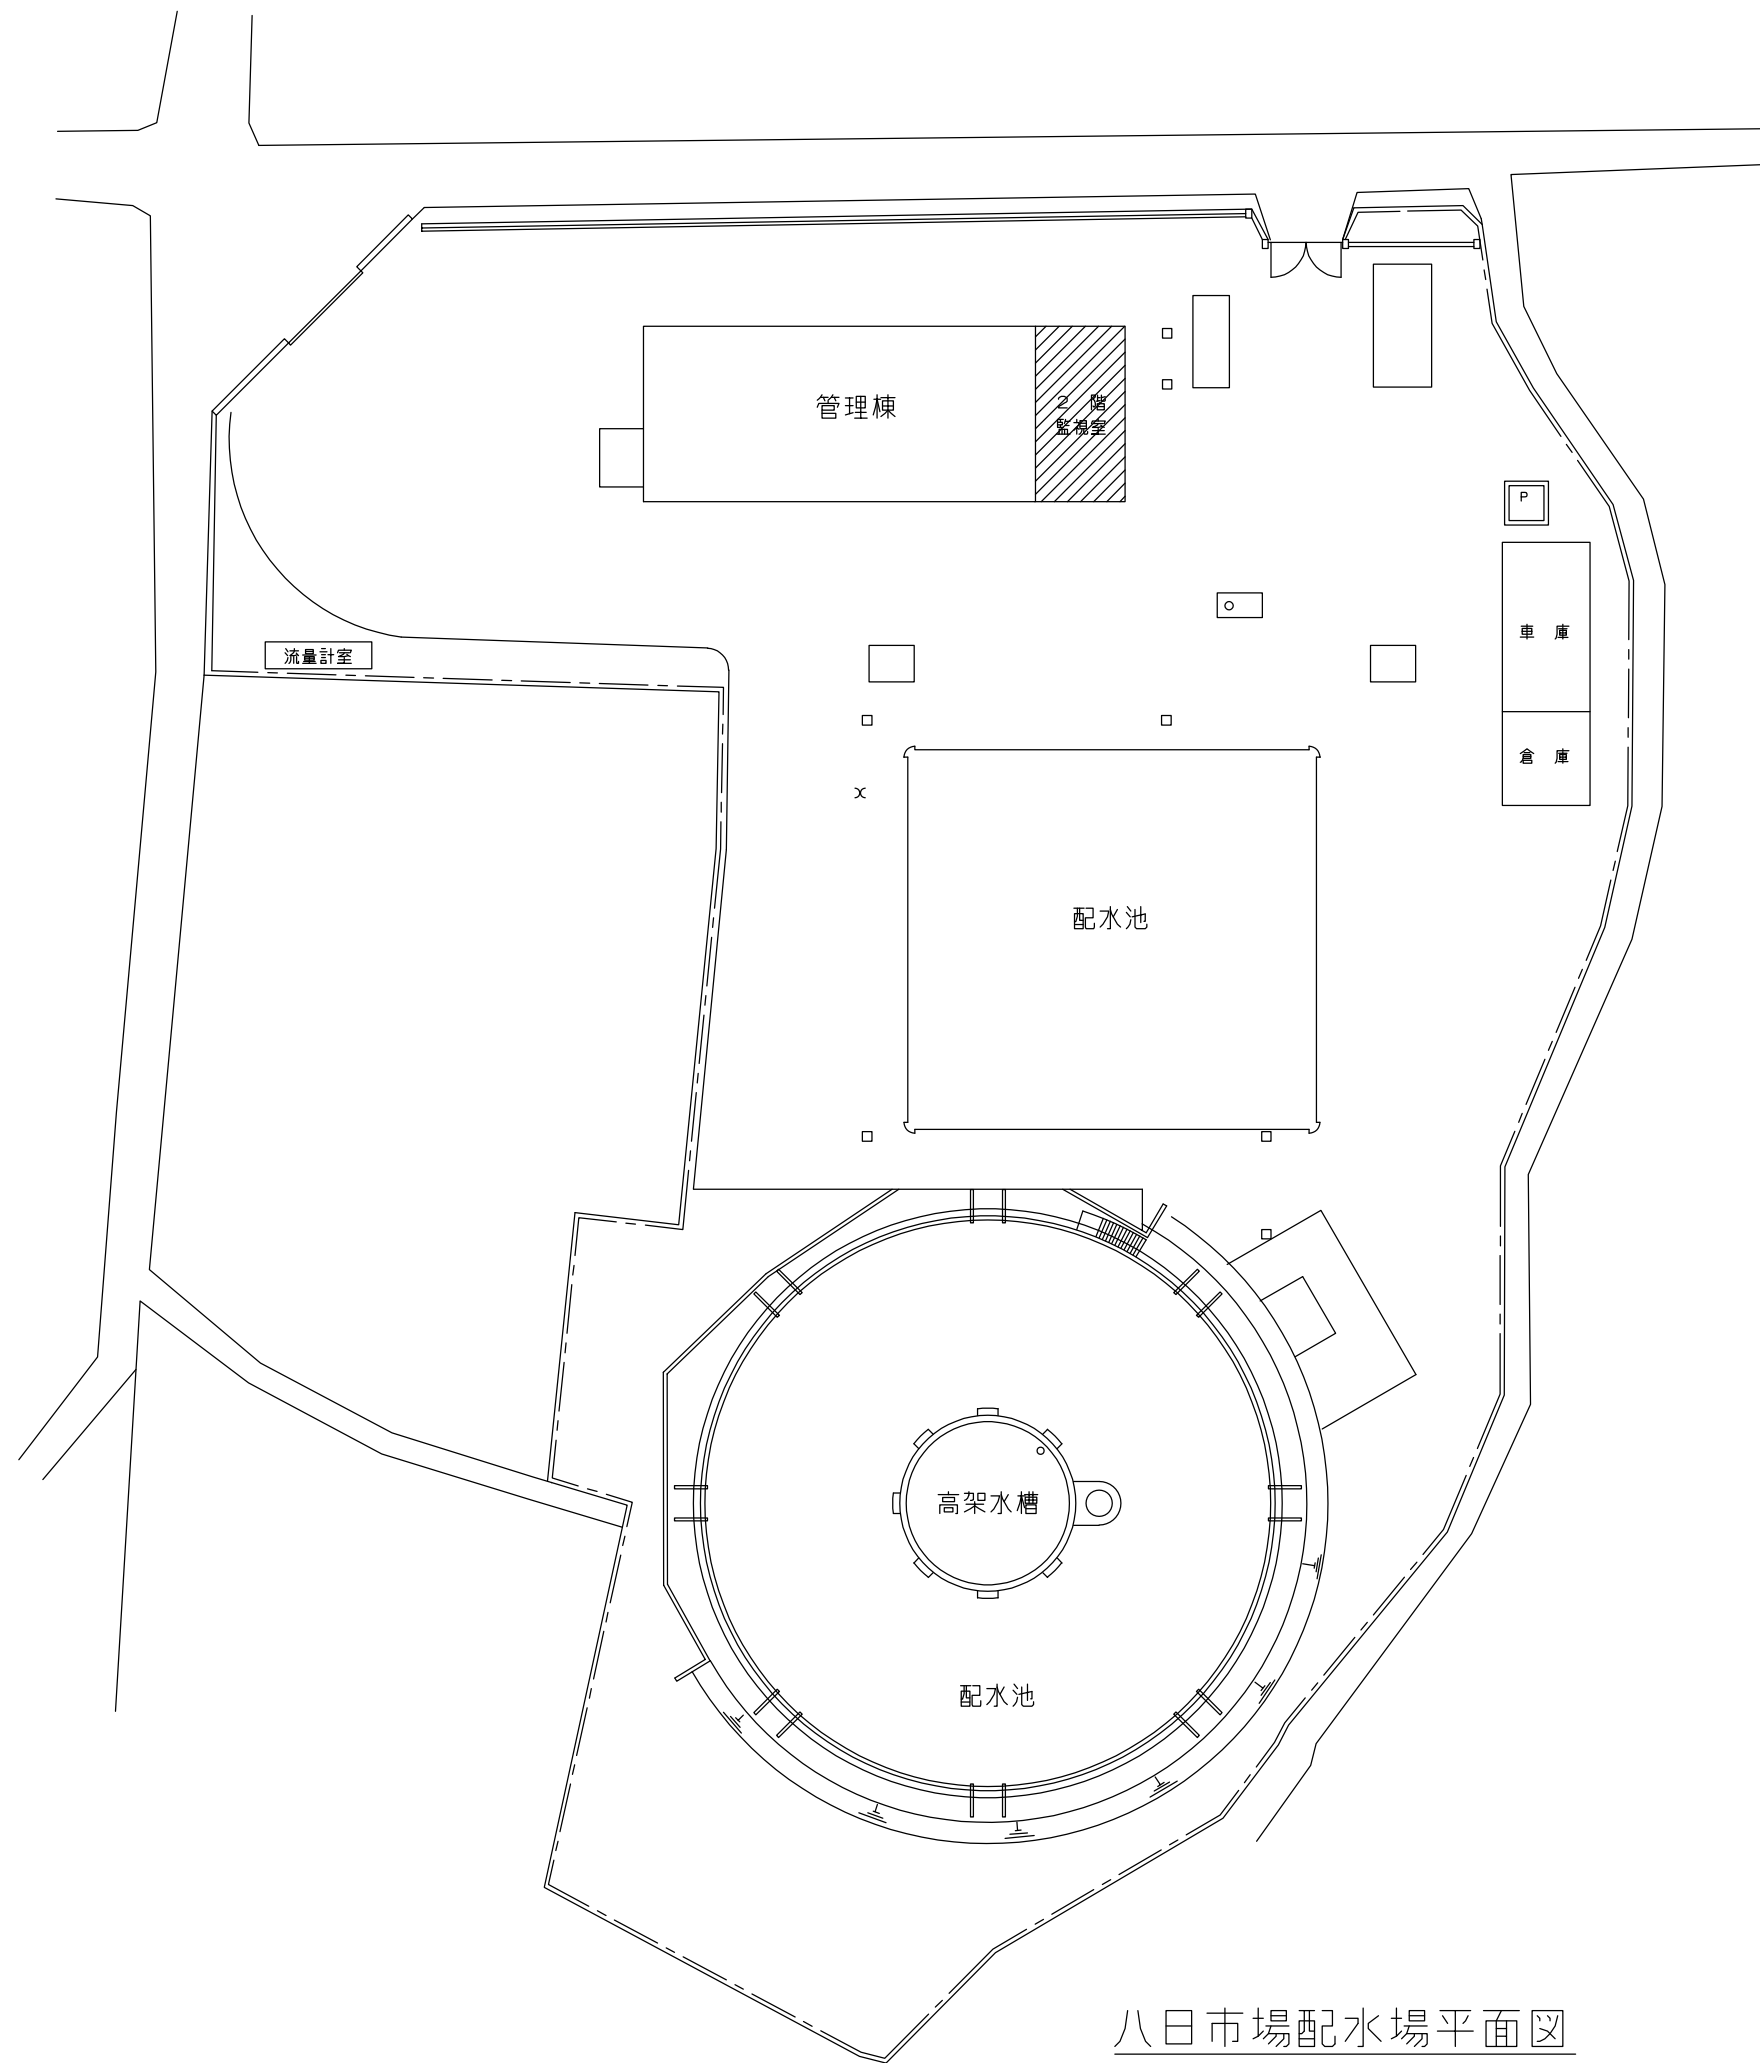 管理棟
２　階
監視室
P
流量計室
車　庫
倉　庫
配水池
高架水槽
配水池
八日市場配水場平面図